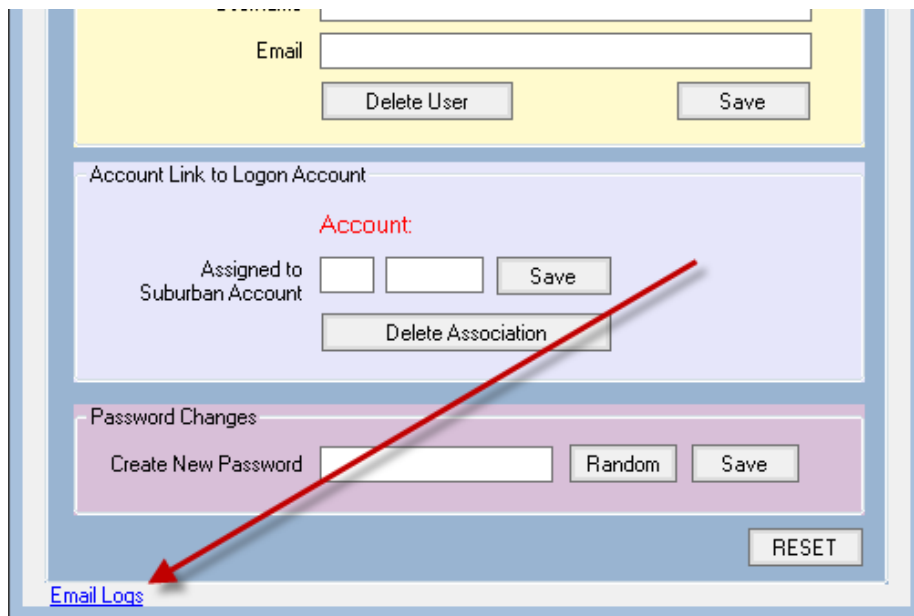 Email
Delete User Save
Account Link to Logon Account
Account:
Assigned to
Suburban Account
Save
Delete Association
Password Changes
Create New Password Random Save
RESET
Email Logs